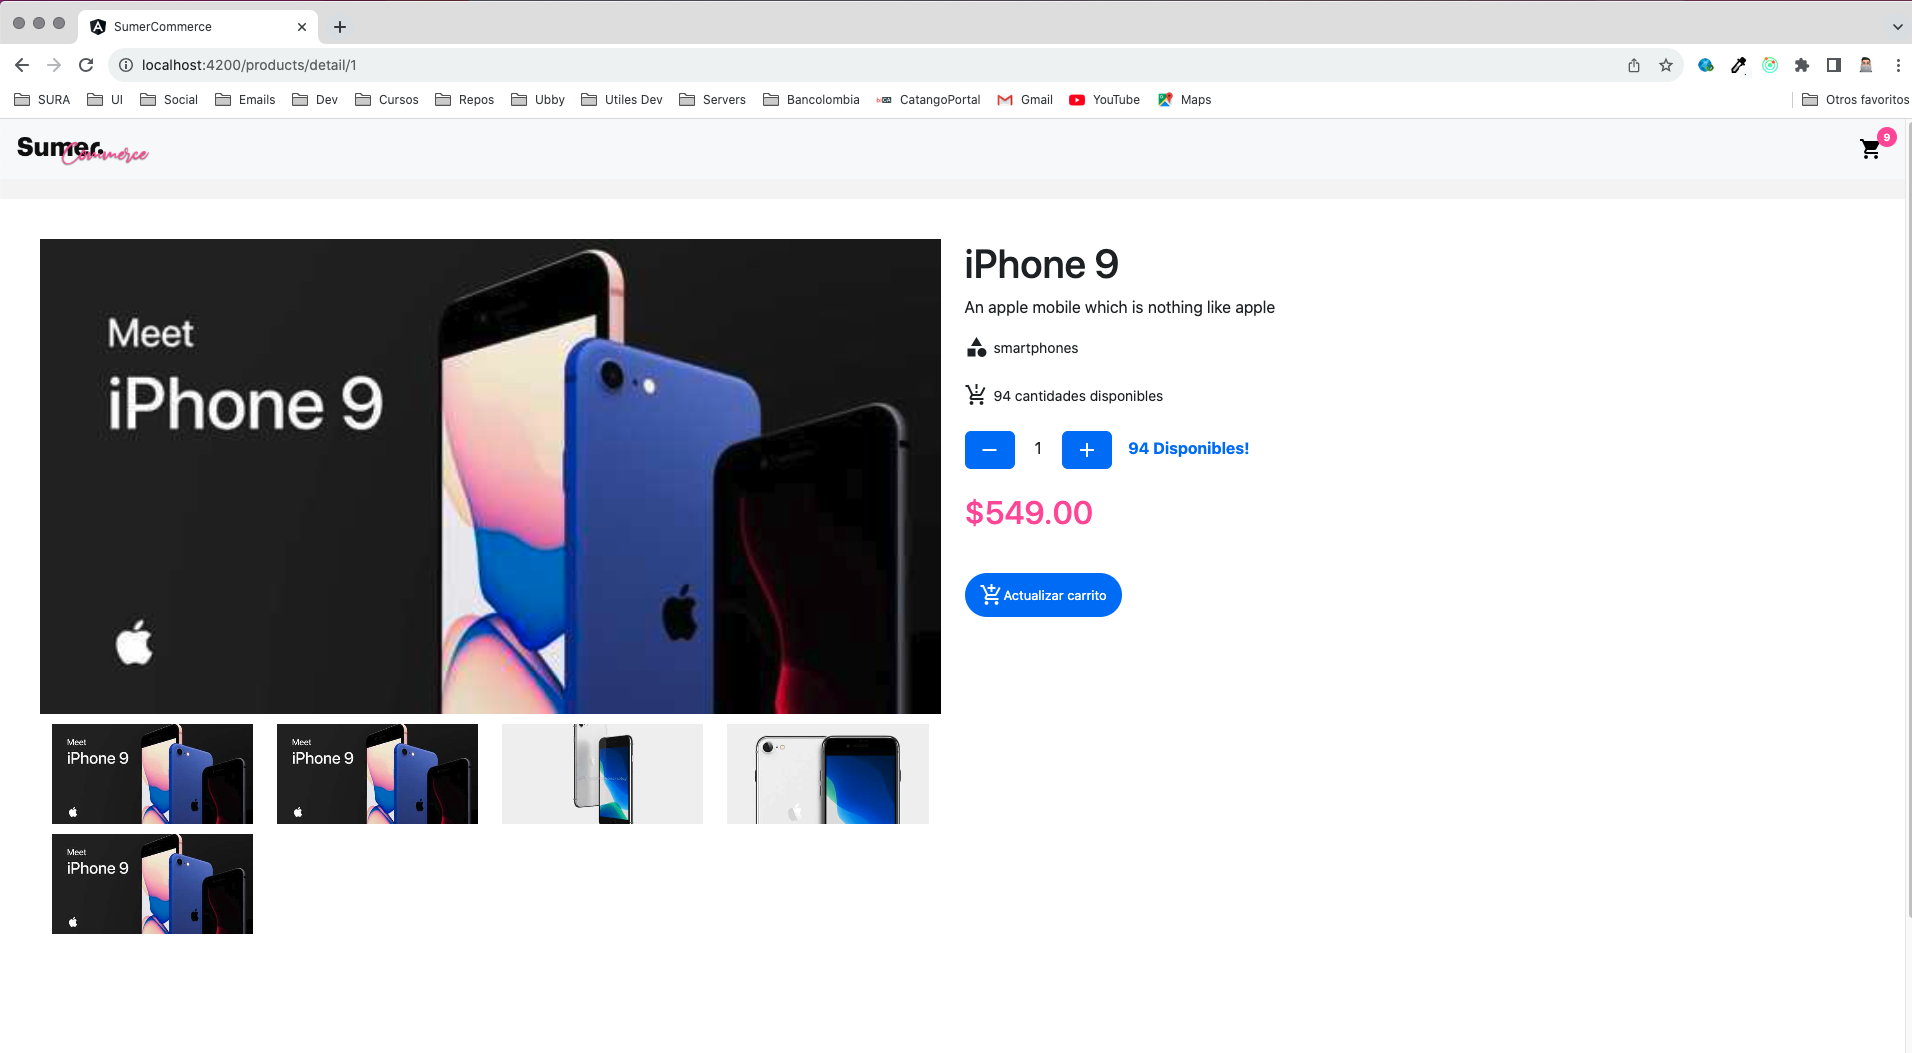 SumerCommerce
localhost:4200/products/detail/1
SURA UI Social Emails Dev Cursos Repos Ubby Utiles Dev Servers Bancolombia CatangoPortal Gmail YouTube Maps Otros favoritos
Sumer. Commerce
9
Meet
iPhone 9
iPhone 9
An apple mobile which is nothing like apple
smartphones
94 cantidades disponibles
1 94 Disponibles!
$549.00
Actualizar carrito
Meet
iPhone 9
Meet
iPhone 9
Meet
iPhone 9